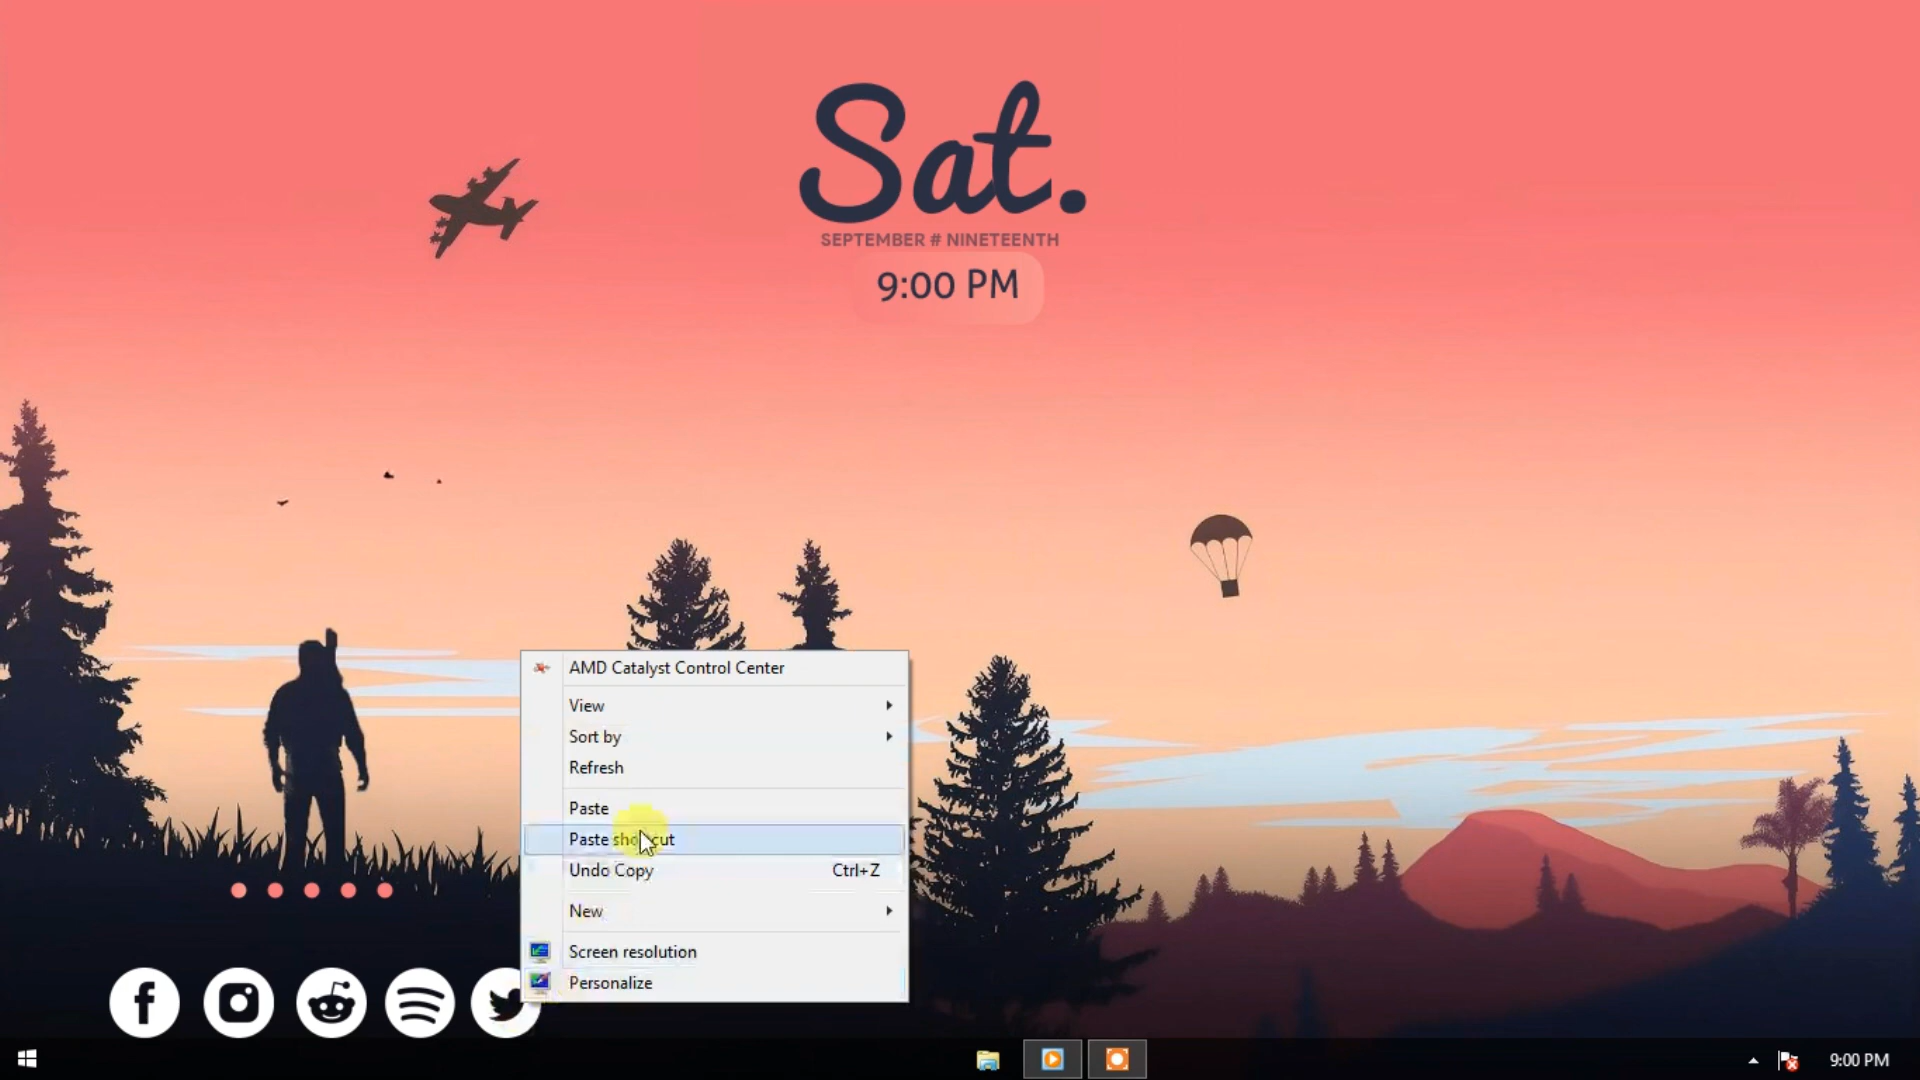 Sat.
SEPTEMBER # NINETEENTH
9:00 PM
AMD Catalyst Control Center
View
Sort by
Refresh
Paste
Paste shortcut
Undo Copy Ctrl+Z
New
Screen resolution
Personalize
9:00 PM